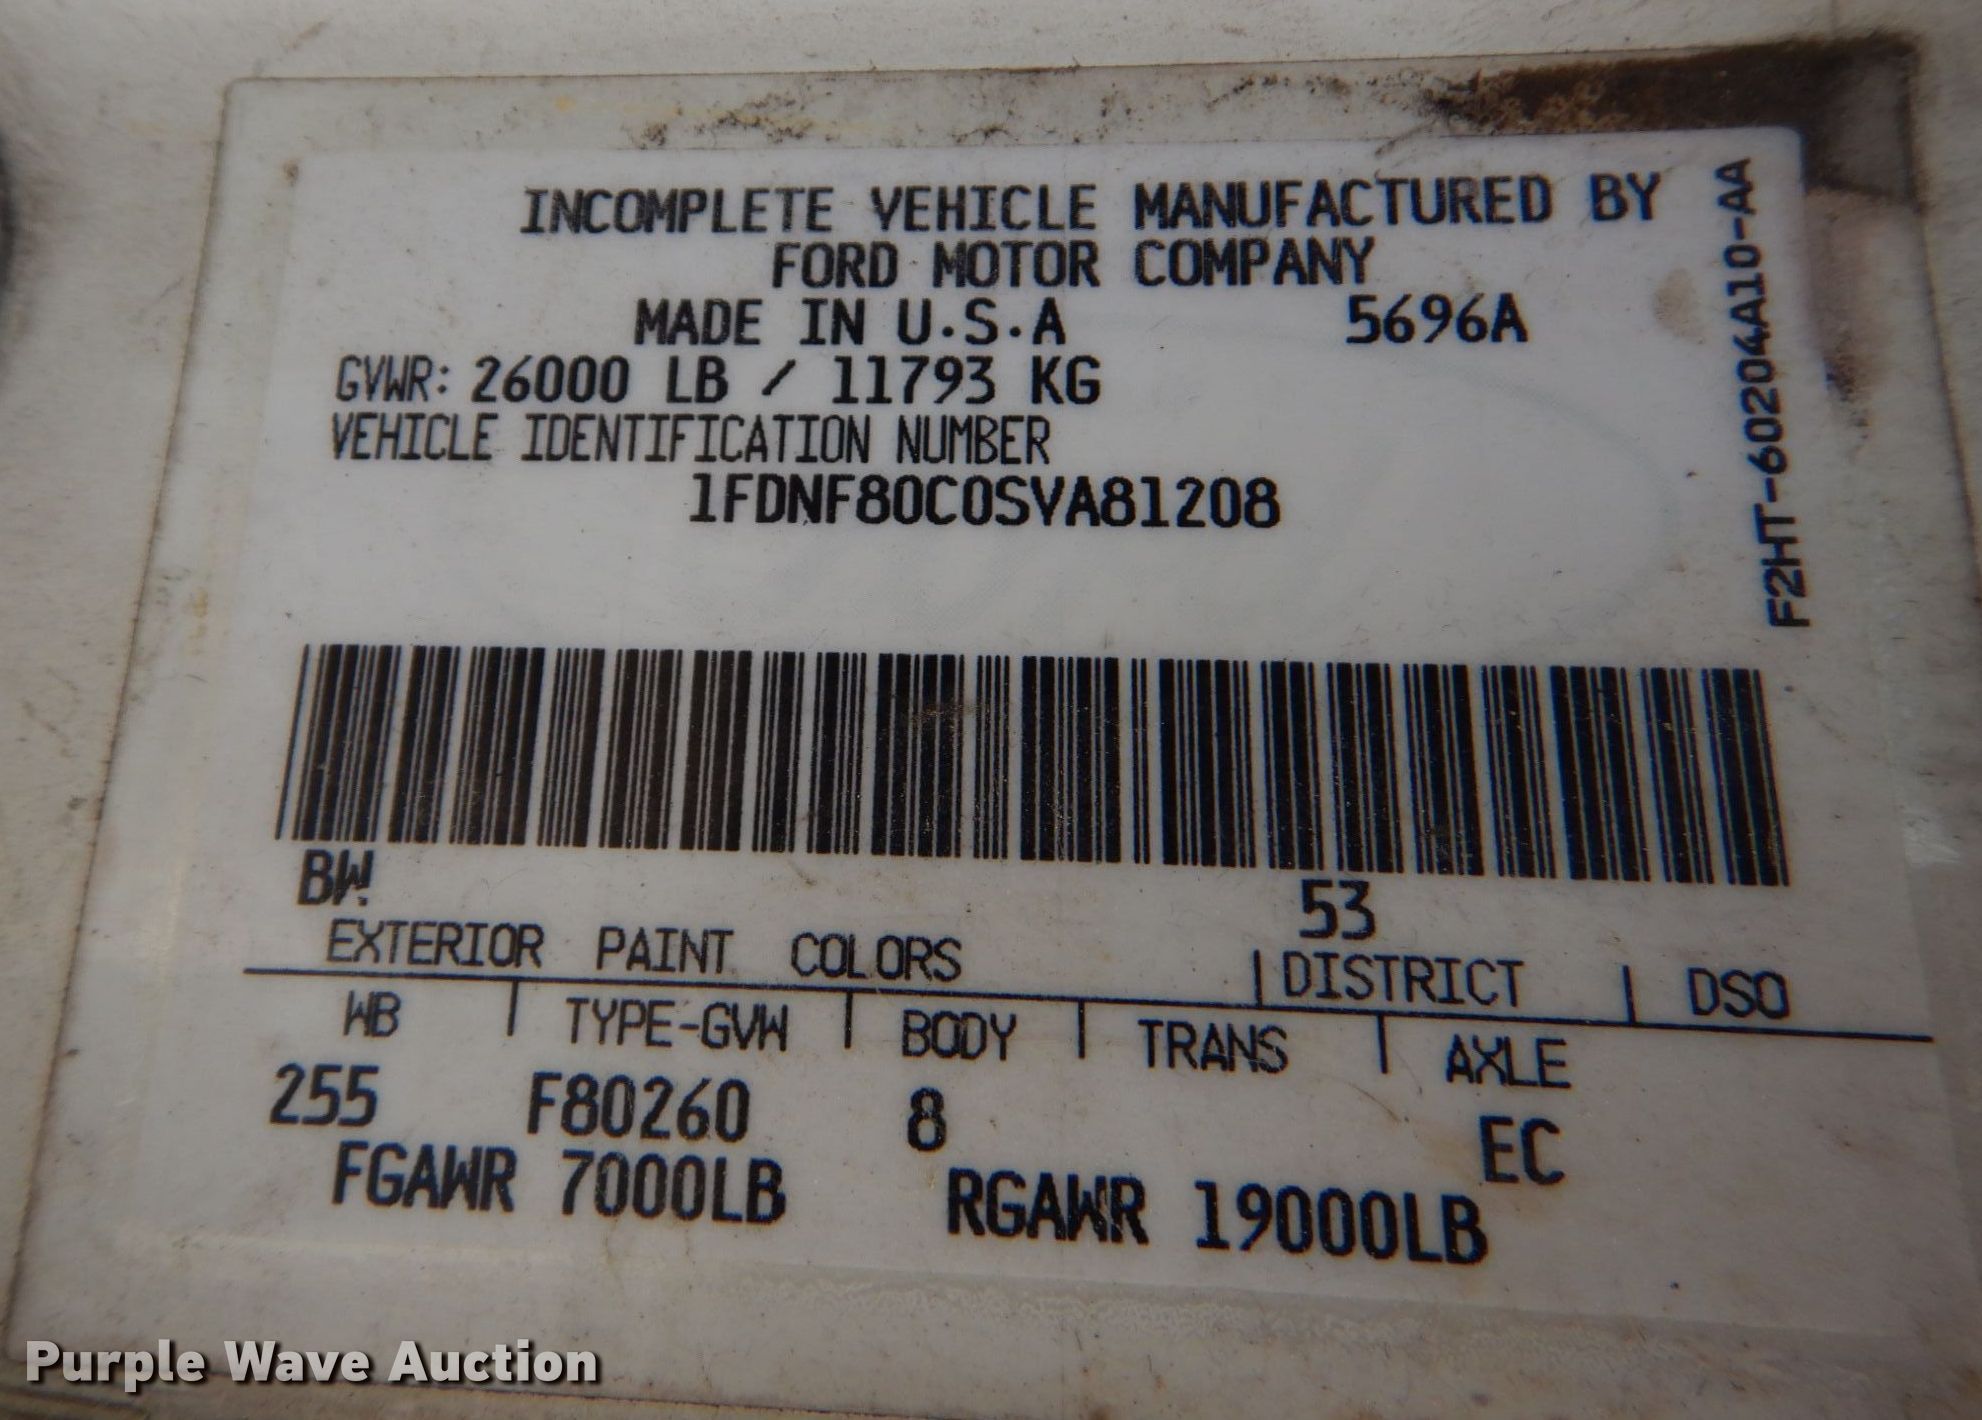 INCOMPLETE VEHICLE MANUFACTURED BY
FORD MOTOR COMPANY
MADE IN U.S.A 5696A
GVWR: 26000 LB / 11793 KG
VEHICLE IDENTIFICATION NUMBER
1FDNF80C0SVA81208
F2HT-60204A10-AA
BW. 53
EXTERIOR PAINT COLORS | DISTRICT | DSO
WB | TYPE-GVW | BODY | TRANS | AXLE
255 F80260 8 EC
FGAWR 7000LB RGAWR 19000LB
Purple Wave Auction